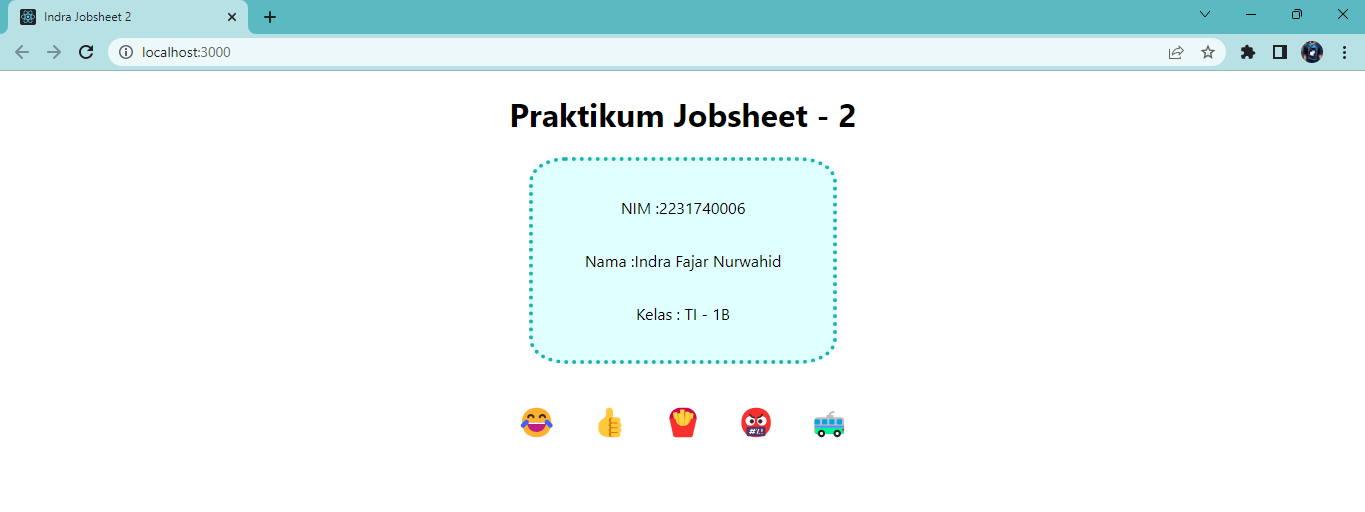 Indra Jobsheet 2
localhost:3000
Praktikum Jobsheet - 2
NIM :2231740006
Nama :Indra Fajar Nurwahid
Kelas : TI - 1B
#%!